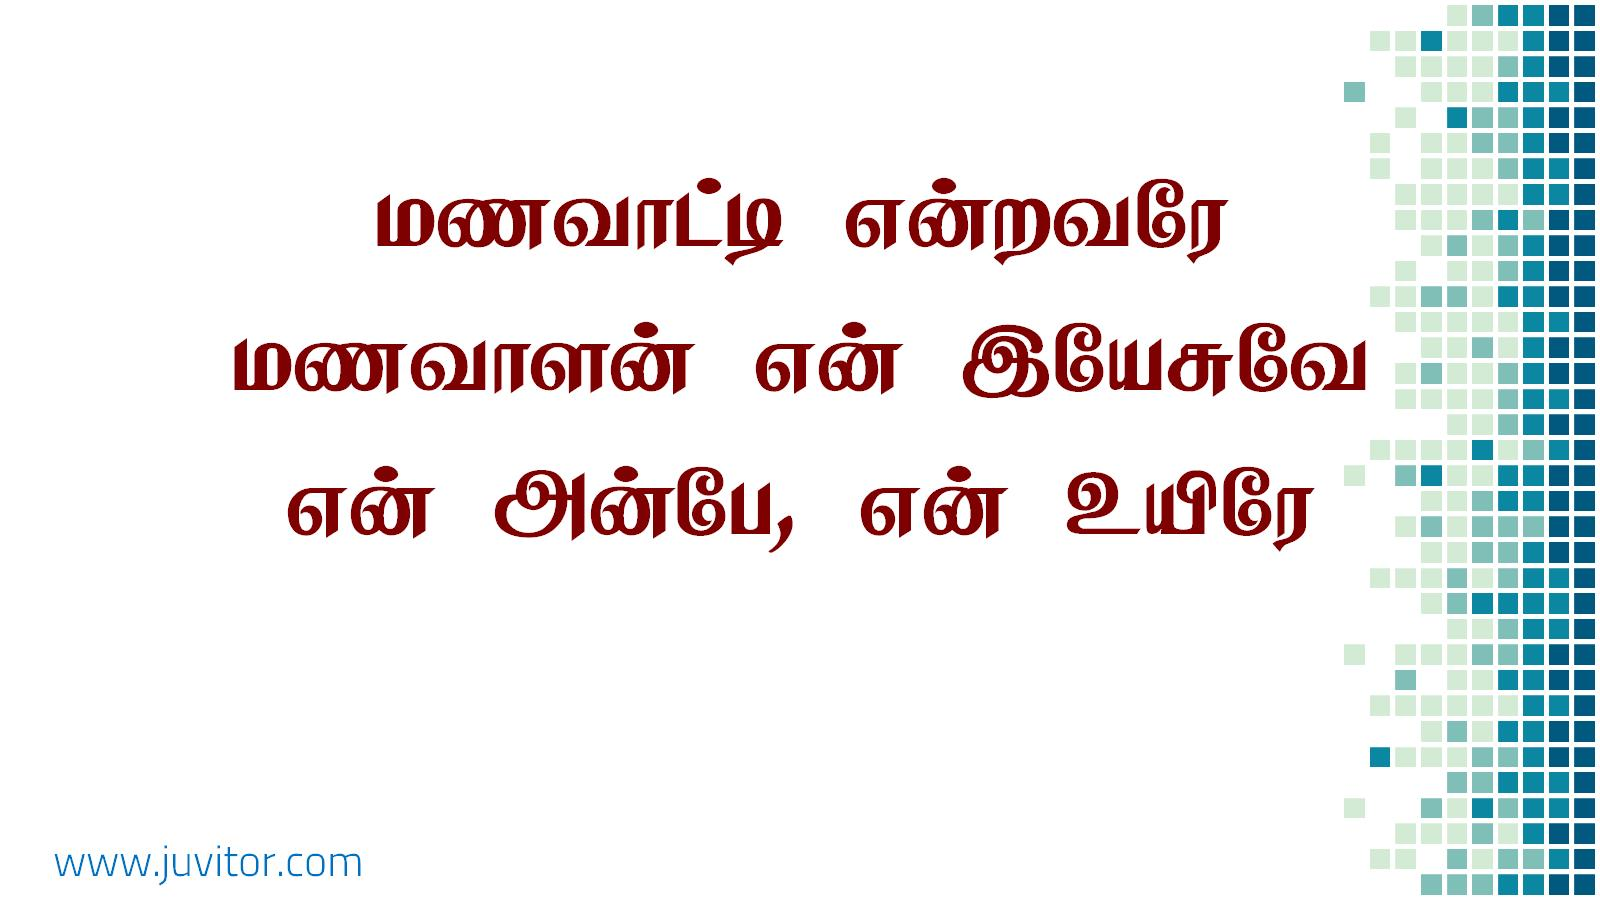 மணவாட்டி என்றவரே
மணவாளன் என் இயேசுவே
என் அன்பே, என் உயிரே
www.juvitor.com